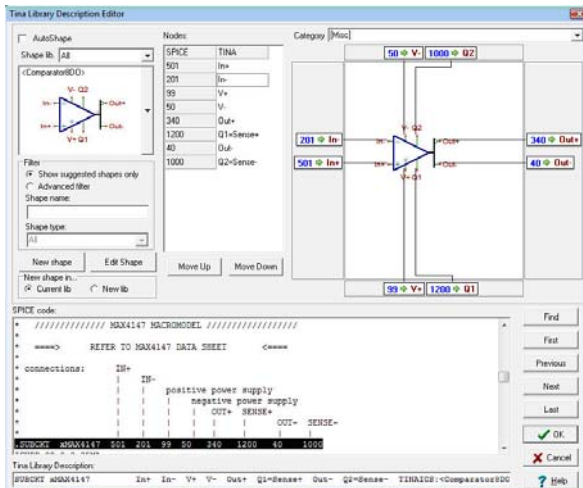 Tina Library Description Editor
AutoShape
Shape lib. All
<Comparator8DO>
V- Q2
In- Out+
In+ Out-
V+ Q1
Filter
Show suggested shapes only
Advanced filter
Shape name:
Shape type:
All
New shape Edit Shape
New shape in...
Current lib New lib
Nodes:
SPICE TINA
501 In+
201 In-
99 V+
50 V-
340 Out+
1200 Q1=Sense+
40 Out-
1000 Q2=Sense-
Move Up Move Down
Category [Misc]
50 ⇨ V- 1000 ⇨ Q2
V- Q2
201 ⇨ In- In- Out+ 340 ⇨ Out+
501 ⇨ In+ In+ Out- 40 ⇨ Out-
V+ Q1
99 ⇨ V+ 1200 ⇨ Q1
SPICE code:
* ////////////// MAX4147 MACROMODEL //////////////////
*
* ====> REFER TO MAX4147 DATA SHEET <====
*
* connections: IN+
* | IN-
* | | positive power supply
* | | | negative power supply
* | | | | OUT+ SENSE+
* | | | | | | OUT- SENSE-
* | | | | | | | |
.SUBCKT xMAX4147 501 201 99 50 340 1200 40 1000
Find
First
Previous
Next
Last
OK
Cancel
Help
Tina Library Description:
SUBCKT xMAX4147 In+ In- V+ V- Out+ Q1=Sense+ Out- Q2=Sense- TINAICS:<Comparator8DO